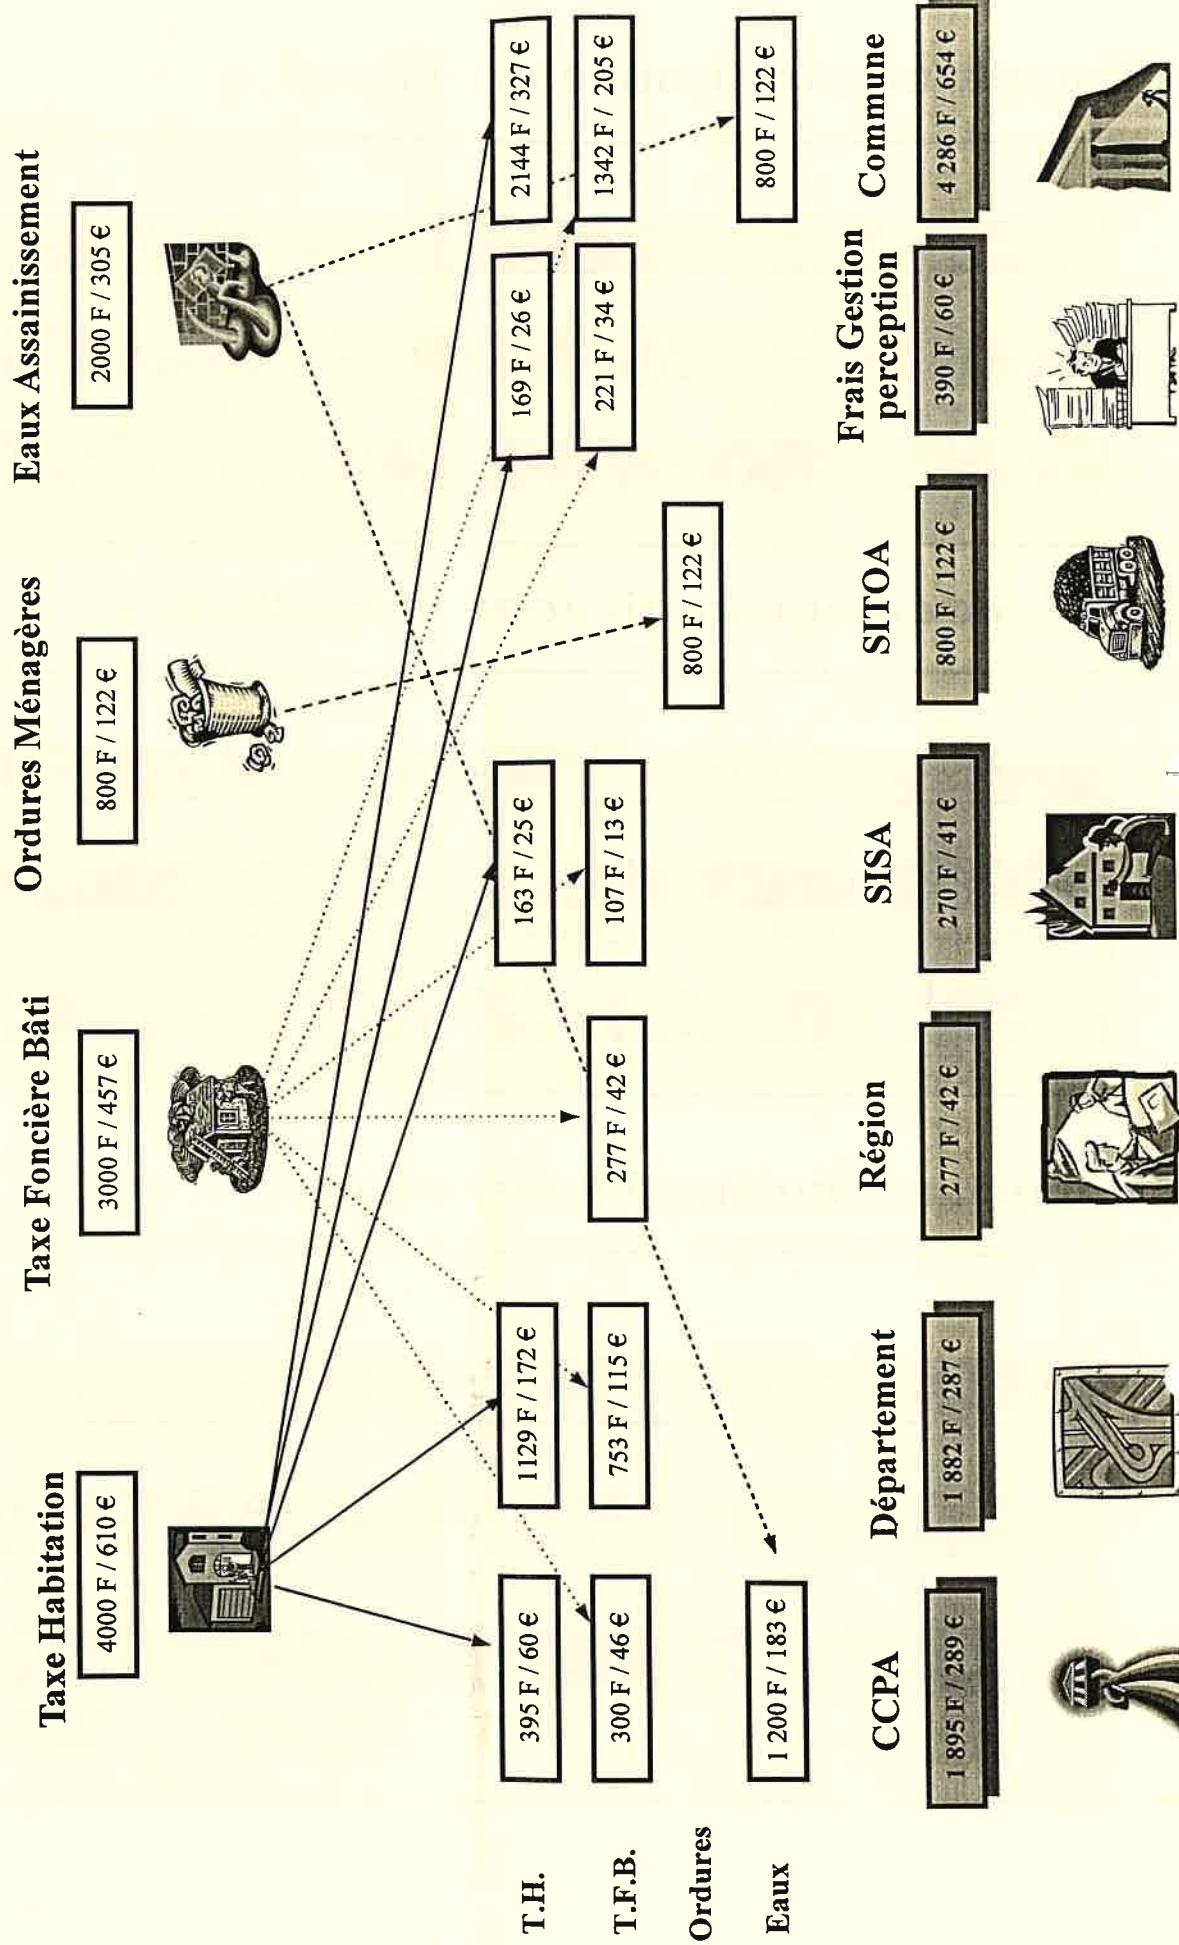 Taxe Habitation
4000 F / 610 €
Taxe Foncière Bâti
3000 F / 457 €
Ordures Ménagères
800 F / 122 €
Eaux Assainissement
2000 F / 305 €
T.H.
395 F / 60 €
1129 F / 172 €
163 F / 25 €
169 F / 26 €
2144 F / 327 €
T.F.B.
300 F / 46 €
753 F / 115 €
277 F / 42 €
107 F / 13 €
221 F / 34 €
1342 F / 205 €
Ordures
800 F / 122 €
Eaux
1 200 F / 183 €
800 F / 122 €
CCPA
1 895 F / 289 €
Département
1 882 F / 287 €
Région
277 F / 42 €
SISA
270 F / 41 €
SITOA
800 F / 122 €
Frais Gestion
perception
390 F / 60 €
Commune
4 286 F / 654 €